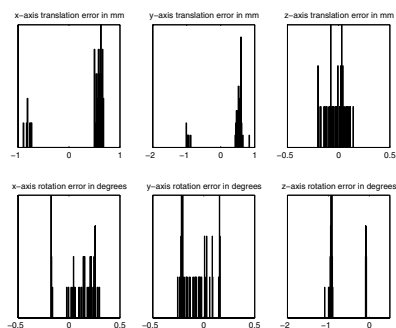 x−axis translation error in mm
y−axis translation error in mm
z−axis translation error in mm
−1 0 1
−2 −1 0 1
−0.5 0 0.5
x−axis rotation error in degrees
y−axis rotation error in degrees
z−axis rotation error in degrees
−0.5 0 0.5
−0.5 0 0.5
−2 −1 0